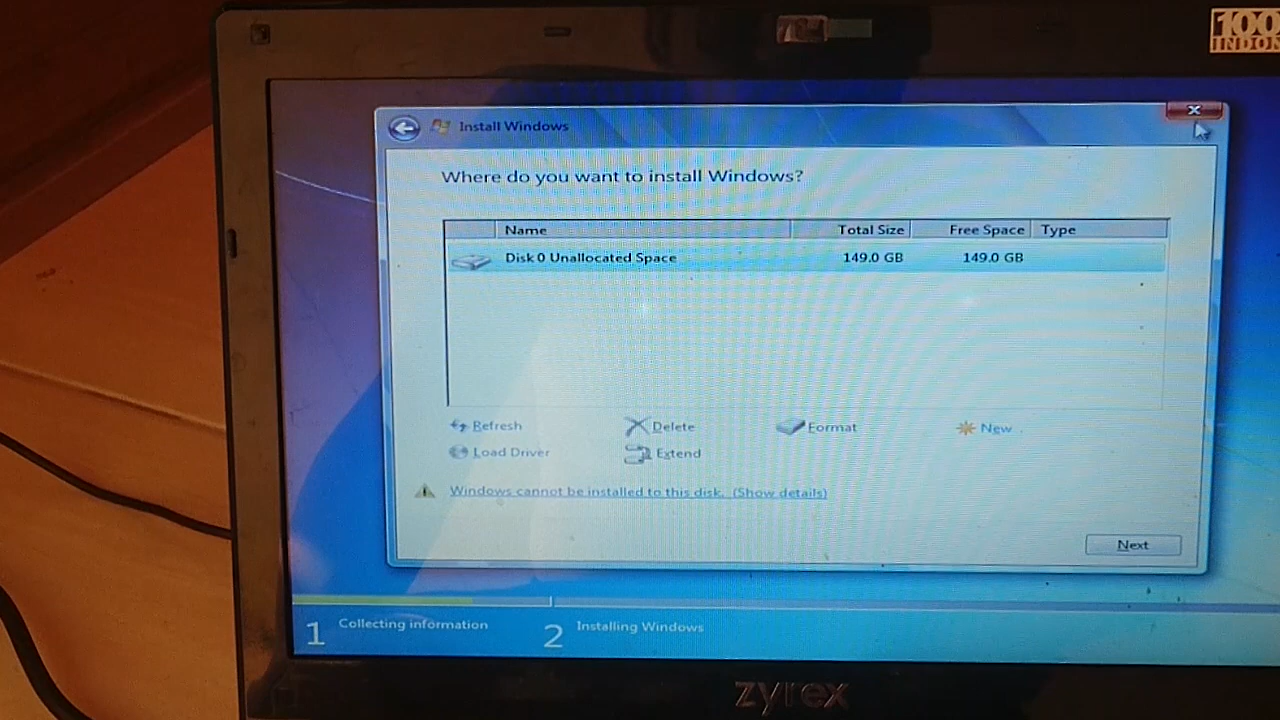 100
INDON
Install Windows
Where do you want to install Windows?
Name Total Size Free Space Type
Disk 0 Unallocated Space 149.0 GB 149.0 GB
Refresh Delete Format New
Load Driver Extend
Windows cannot be installed to this disk. (Show details)
Next
1 Collecting information 2 Installing Windows
zyrex